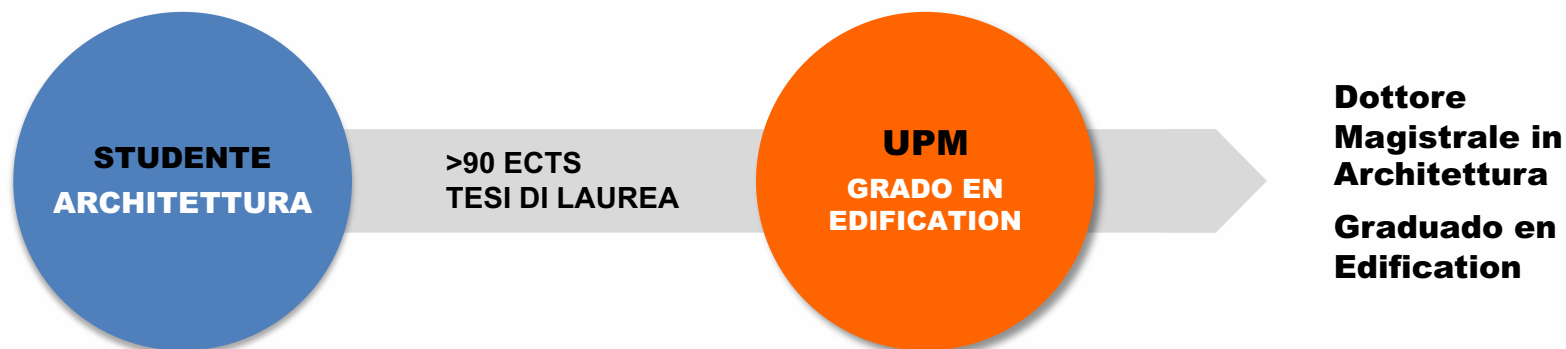 STUDENTE
ARCHITETTURA
>90 ECTS
TESI DI LAUREA
UPM
GRADO EN
EDIFICATION
Dottore
Magistrale in
Architettura
Graduado en
Edification